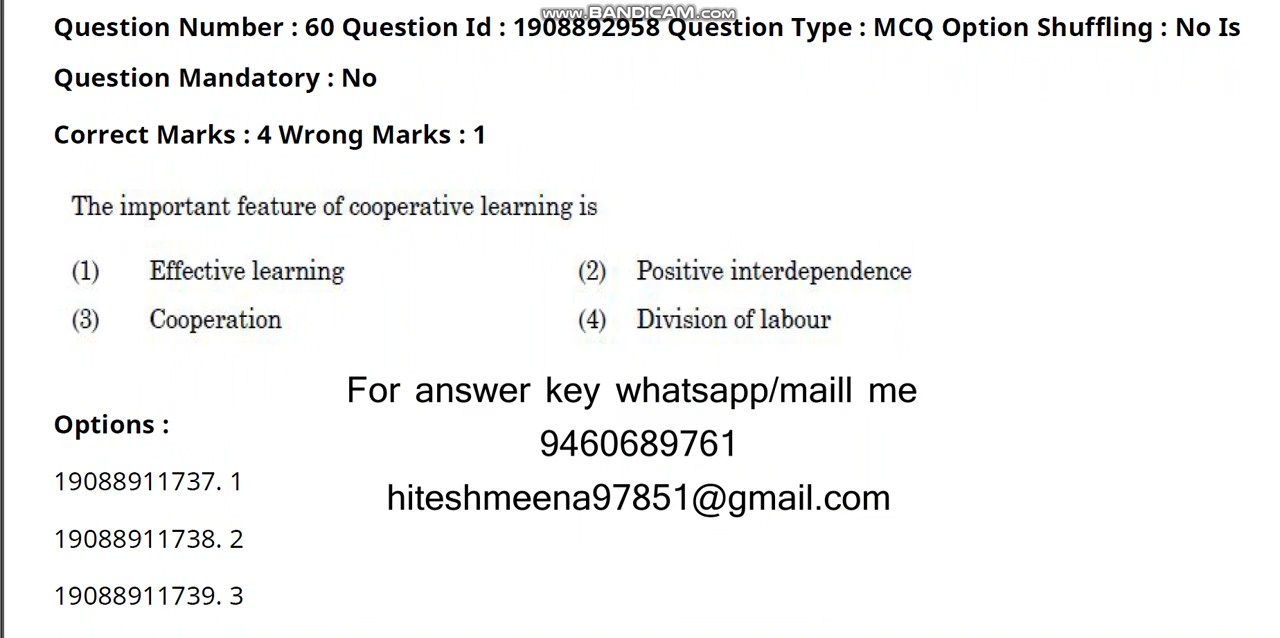 www.BANDICAM.com
Question Number : 60 Question Id : 1908892958 Question Type : MCQ Option Shuffling : No Is
Question Mandatory : No
Correct Marks : 4 Wrong Marks : 1
The important feature of cooperative learning is
(1) Effective learning (2) Positive interdependence
(3) Cooperation (4) Division of labour
For answer key whatsapp/maill me
Options :
9460689761
19088911737. 1
hiteshmeena97851@gmail.com
19088911738. 2
19088911739. 3